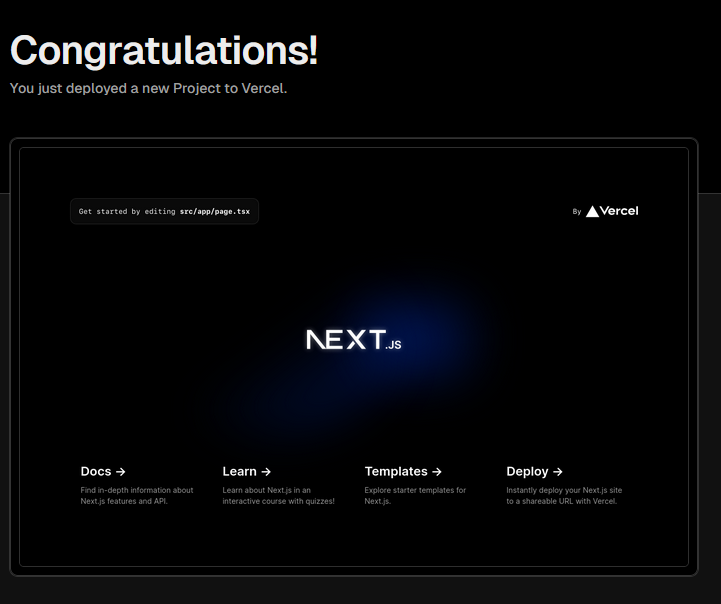 Congratulations!
You just deployed a new Project to Vercel.
Get started by editing src/app/page.tsx
By Vercel
NEXT.JS
Docs →
Find in-depth information about
Next.js features and API.
Learn →
Learn about Next.js in an
interactive course with quizzes!
Templates →
Explore starter templates for
Next.js.
Deploy →
Instantly deploy your Next.js site
to a shareable URL with Vercel.